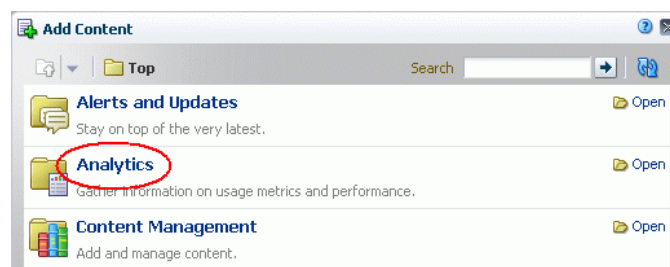 Add Content
Top Search
Alerts and Updates Open
Stay on top of the very latest.
Analytics Open
Gather information on usage metrics and performance.
Content Management Open
Add and manage content.